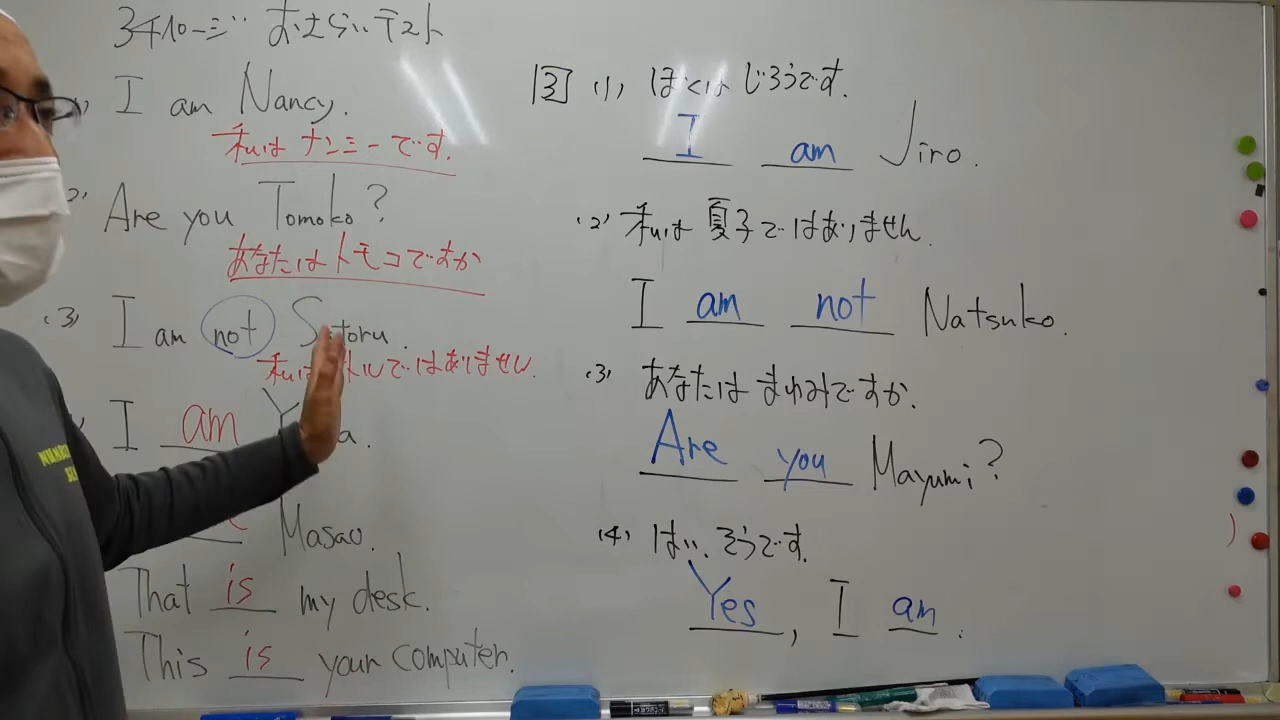 34ページ おさらいテスト
I am Nancy.
私は ナンシーです.
2) Are you Tomoko?
あなたはトモコですか
(3) I am not Satoru.
私は トルではありません.
I am a.
Masao.
That is my desk.
This is your computer.
3 (1) ぼくは じろうです.
I am Jiro.
(2) 私は 夏子ではありません.
I am not Natsuko.
(3) あなたは まゆみですか.
Are you Mayumi?
(4) はい、そうです.
Yes, I am.